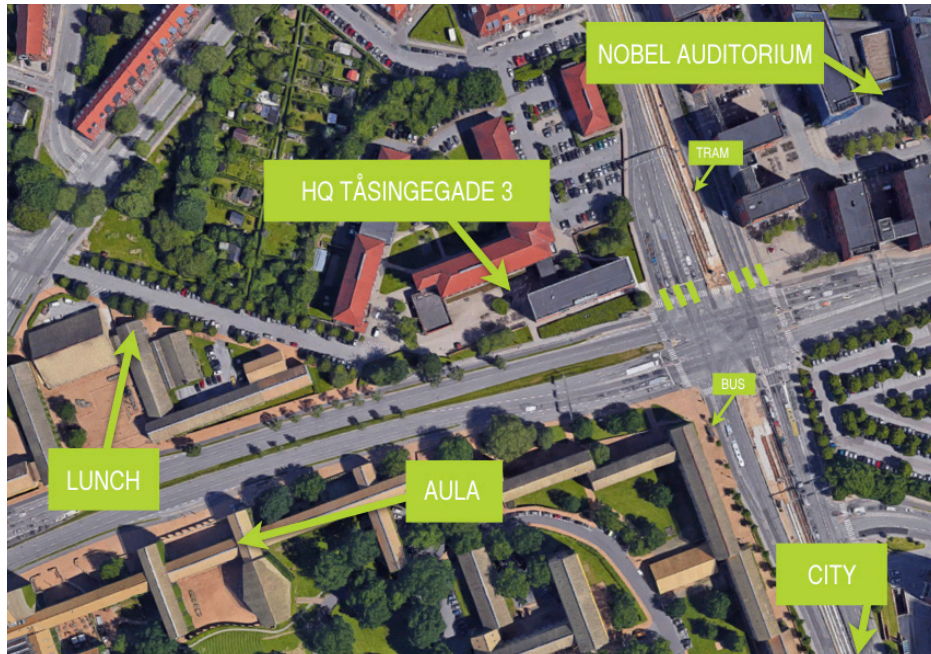 NOBEL AUDITORIUM
TRAM
HQ TÅSINGEGADE 3
BUS
LUNCH
AULA
CITY